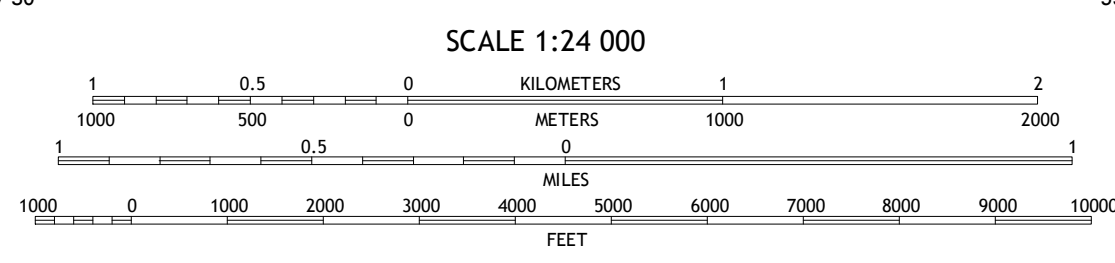 SCALE 1:24 000
1 0.5 0 KILOMETERS 1 2
1000 500 0 METERS 1000 2000
1 0.5 0 1
MILES
1000 0 1000 2000 3000 4000 5000 6000 7000 8000 9000 10000
FEET